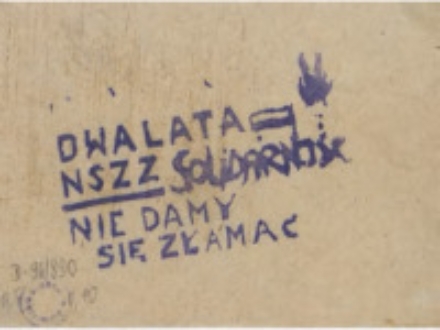 DWA LATA
NSZZ SOLIDARNOŚĆ
NIE DAMY
SIĘ ZŁAMAĆ